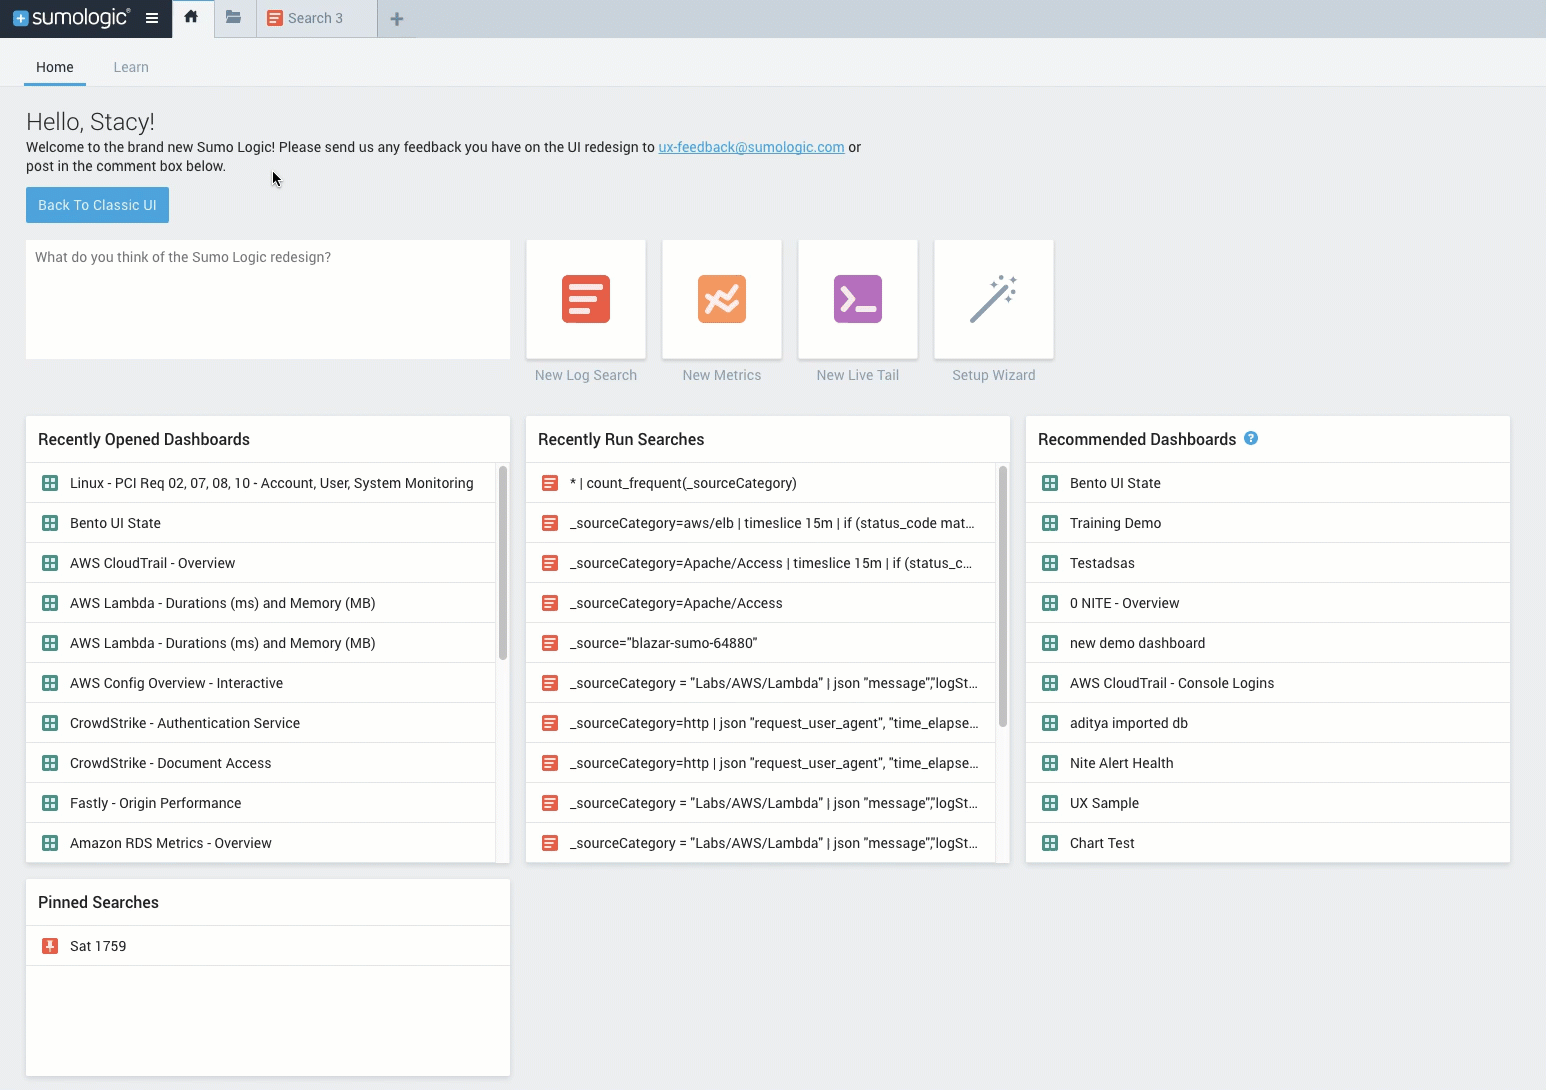 sumologic
Search 3
Home
Learn
Hello, Stacy!
Welcome to the brand new Sumo Logic! Please send us any feedback you have on the UI redesign to ux-feedback@sumologic.com or
post in the comment box below.
Back To Classic UI
What do you think of the Sumo Logic redesign?
New Log Search
New Metrics
New Live Tail
Setup Wizard
Recently Opened Dashboards
Linux - PCI Req 02, 07, 08, 10 - Account, User, System Monitoring
Bento UI State
AWS CloudTrail - Overview
AWS Lambda - Durations (ms) and Memory (MB)
AWS Lambda - Durations (ms) and Memory (MB)
AWS Config Overview - Interactive
CrowdStrike - Authentication Service
CrowdStrike - Document Access
Fastly - Origin Performance
Amazon RDS Metrics - Overview
Recently Run Searches
* | count_frequent(_sourceCategory)
_sourceCategory=aws/elb | timeslice 15m | if (status_code mat...
_sourceCategory=Apache/Access | timeslice 15m | if (status_c...
_sourceCategory=Apache/Access
_source="blazar-sumo-64880"
_sourceCategory = "Labs/AWS/Lambda" | json "message","logSt...
_sourceCategory=http | json "request_user_agent", "time_elapse...
_sourceCategory=http | json "request_user_agent", "time_elapse...
_sourceCategory = "Labs/AWS/Lambda" | json "message","logSt...
_sourceCategory = "Labs/AWS/Lambda" | json "message","logSt...
Recommended Dashboards ?
Bento UI State
Training Demo
Testadsas
0 NITE - Overview
new demo dashboard
AWS CloudTrail - Console Logins
aditya imported db
Nite Alert Health
UX Sample
Chart Test
Pinned Searches
Sat 1759